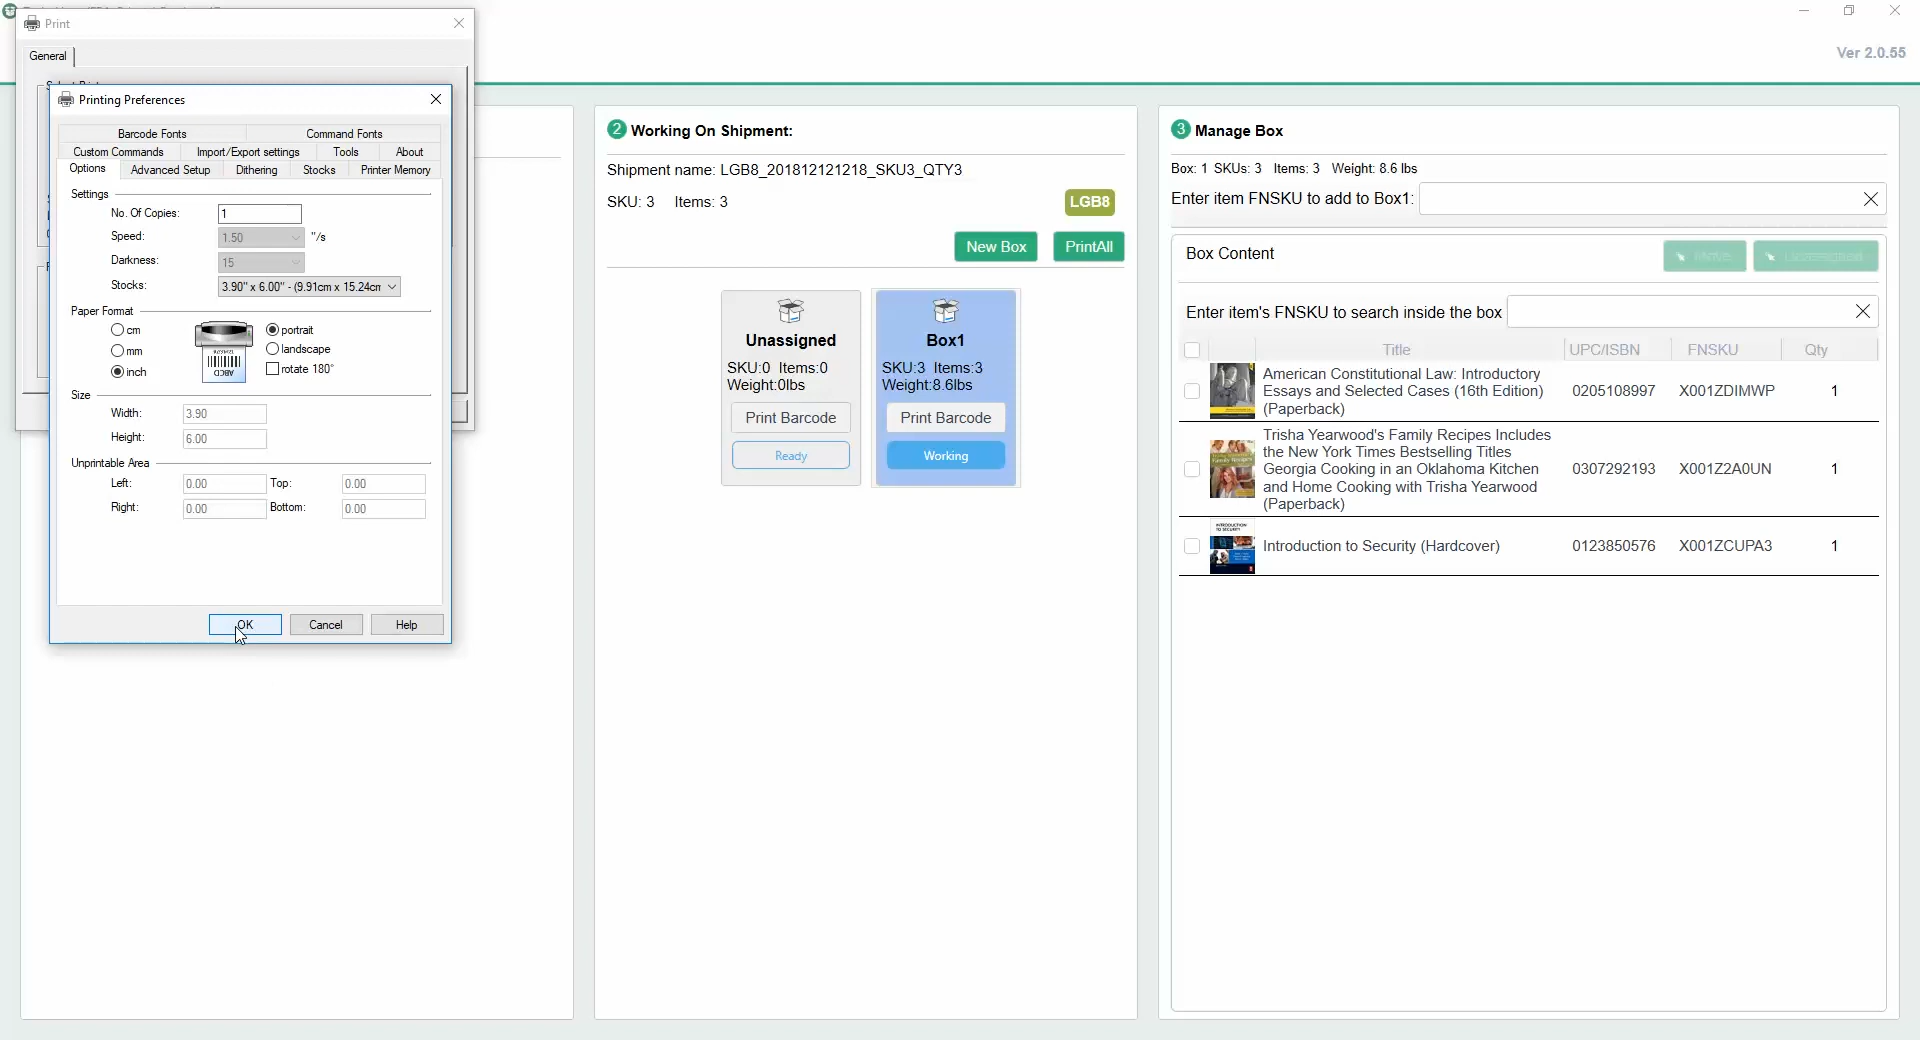 Print
Ver 2.0.55
General
Printing Preferences
Barcode Fonts
Command Fonts
Custom Commands
Import/Export settings
Tools
About
Options
Advanced Setup
Dithering
Stocks
Printer Memory
Settings
No. Of Copies:
1
Speed:
1.50
"/s
Darkness:
15
Stocks:
3.90" x 6.00" - (9.91cm x 15.24cm
Paper Format
cm
mm
inch
ABCD
portrait
landscape
rotate 180°
Size
Width:
3.90
Height:
6.00
Unprintable Area
Left:
0.00
Top:
0.00
Right:
0.00
Bottom:
0.00
OK
Cancel
Help
2 Working On Shipment:
Shipment name: LGB8_201812121218_SKU3_QTY3
SKU: 3 Items: 3
LGB8
New Box
PrintAll
Unassigned
SKU:0 Items:0
Weight:0lbs
Print Barcode
Ready
Box1
SKU:3 Items:3
Weight:8.6lbs
Print Barcode
Working
3 Manage Box
Box: 1 SKUs: 3 Items: 3 Weight: 8.6 lbs
Enter item FNSKU to add to Box1:
Box Content
Move
Unassigned
Enter item's FNSKU to search inside the box
Title
UPC/ISBN
FNSKU
Qty
American Constitutional Law: Introductory
Essays and Selected Cases (16th Edition)
(Paperback)
0205108997
X001ZDIMWP
1
Trisha Yearwood's Family Recipes Includes
the New York Times Bestselling Titles
Georgia Cooking in an Oklahoma Kitchen
and Home Cooking with Trisha Yearwood
(Paperback)
0307292193
X001Z2A0UN
1
INTRODUCTION
TO SECURITY
Introduction to Security (Hardcover)
0123850576
X001ZCUPA3
1